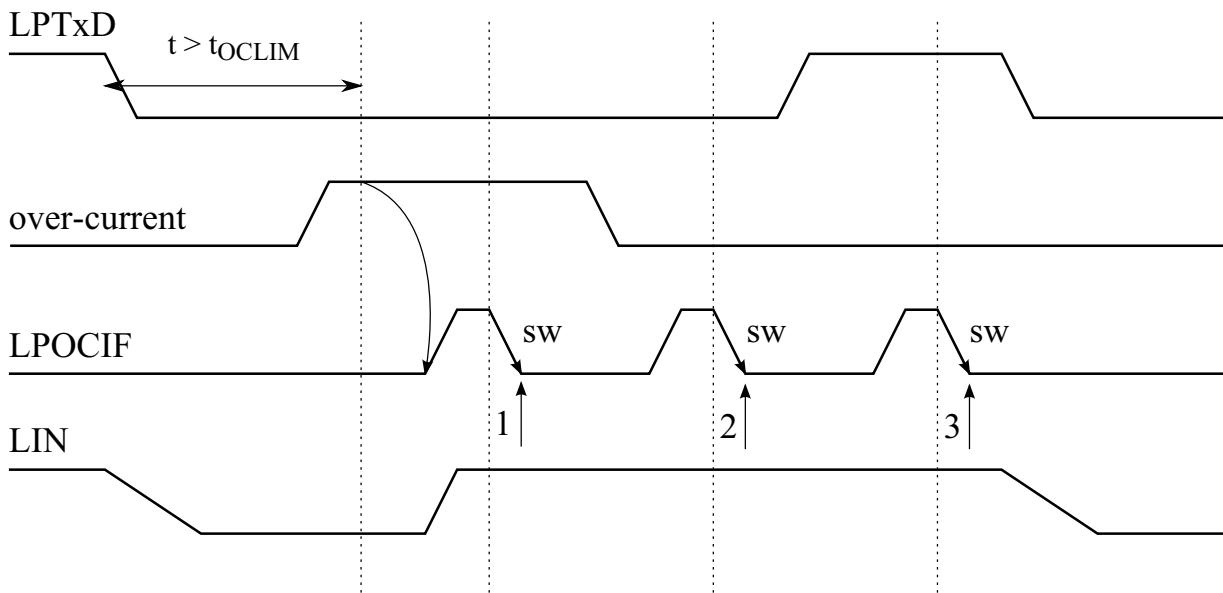 LPTxD
t > tOCLIM
over-current
LPOCIF
sw
sw
sw
1
2
3
LIN